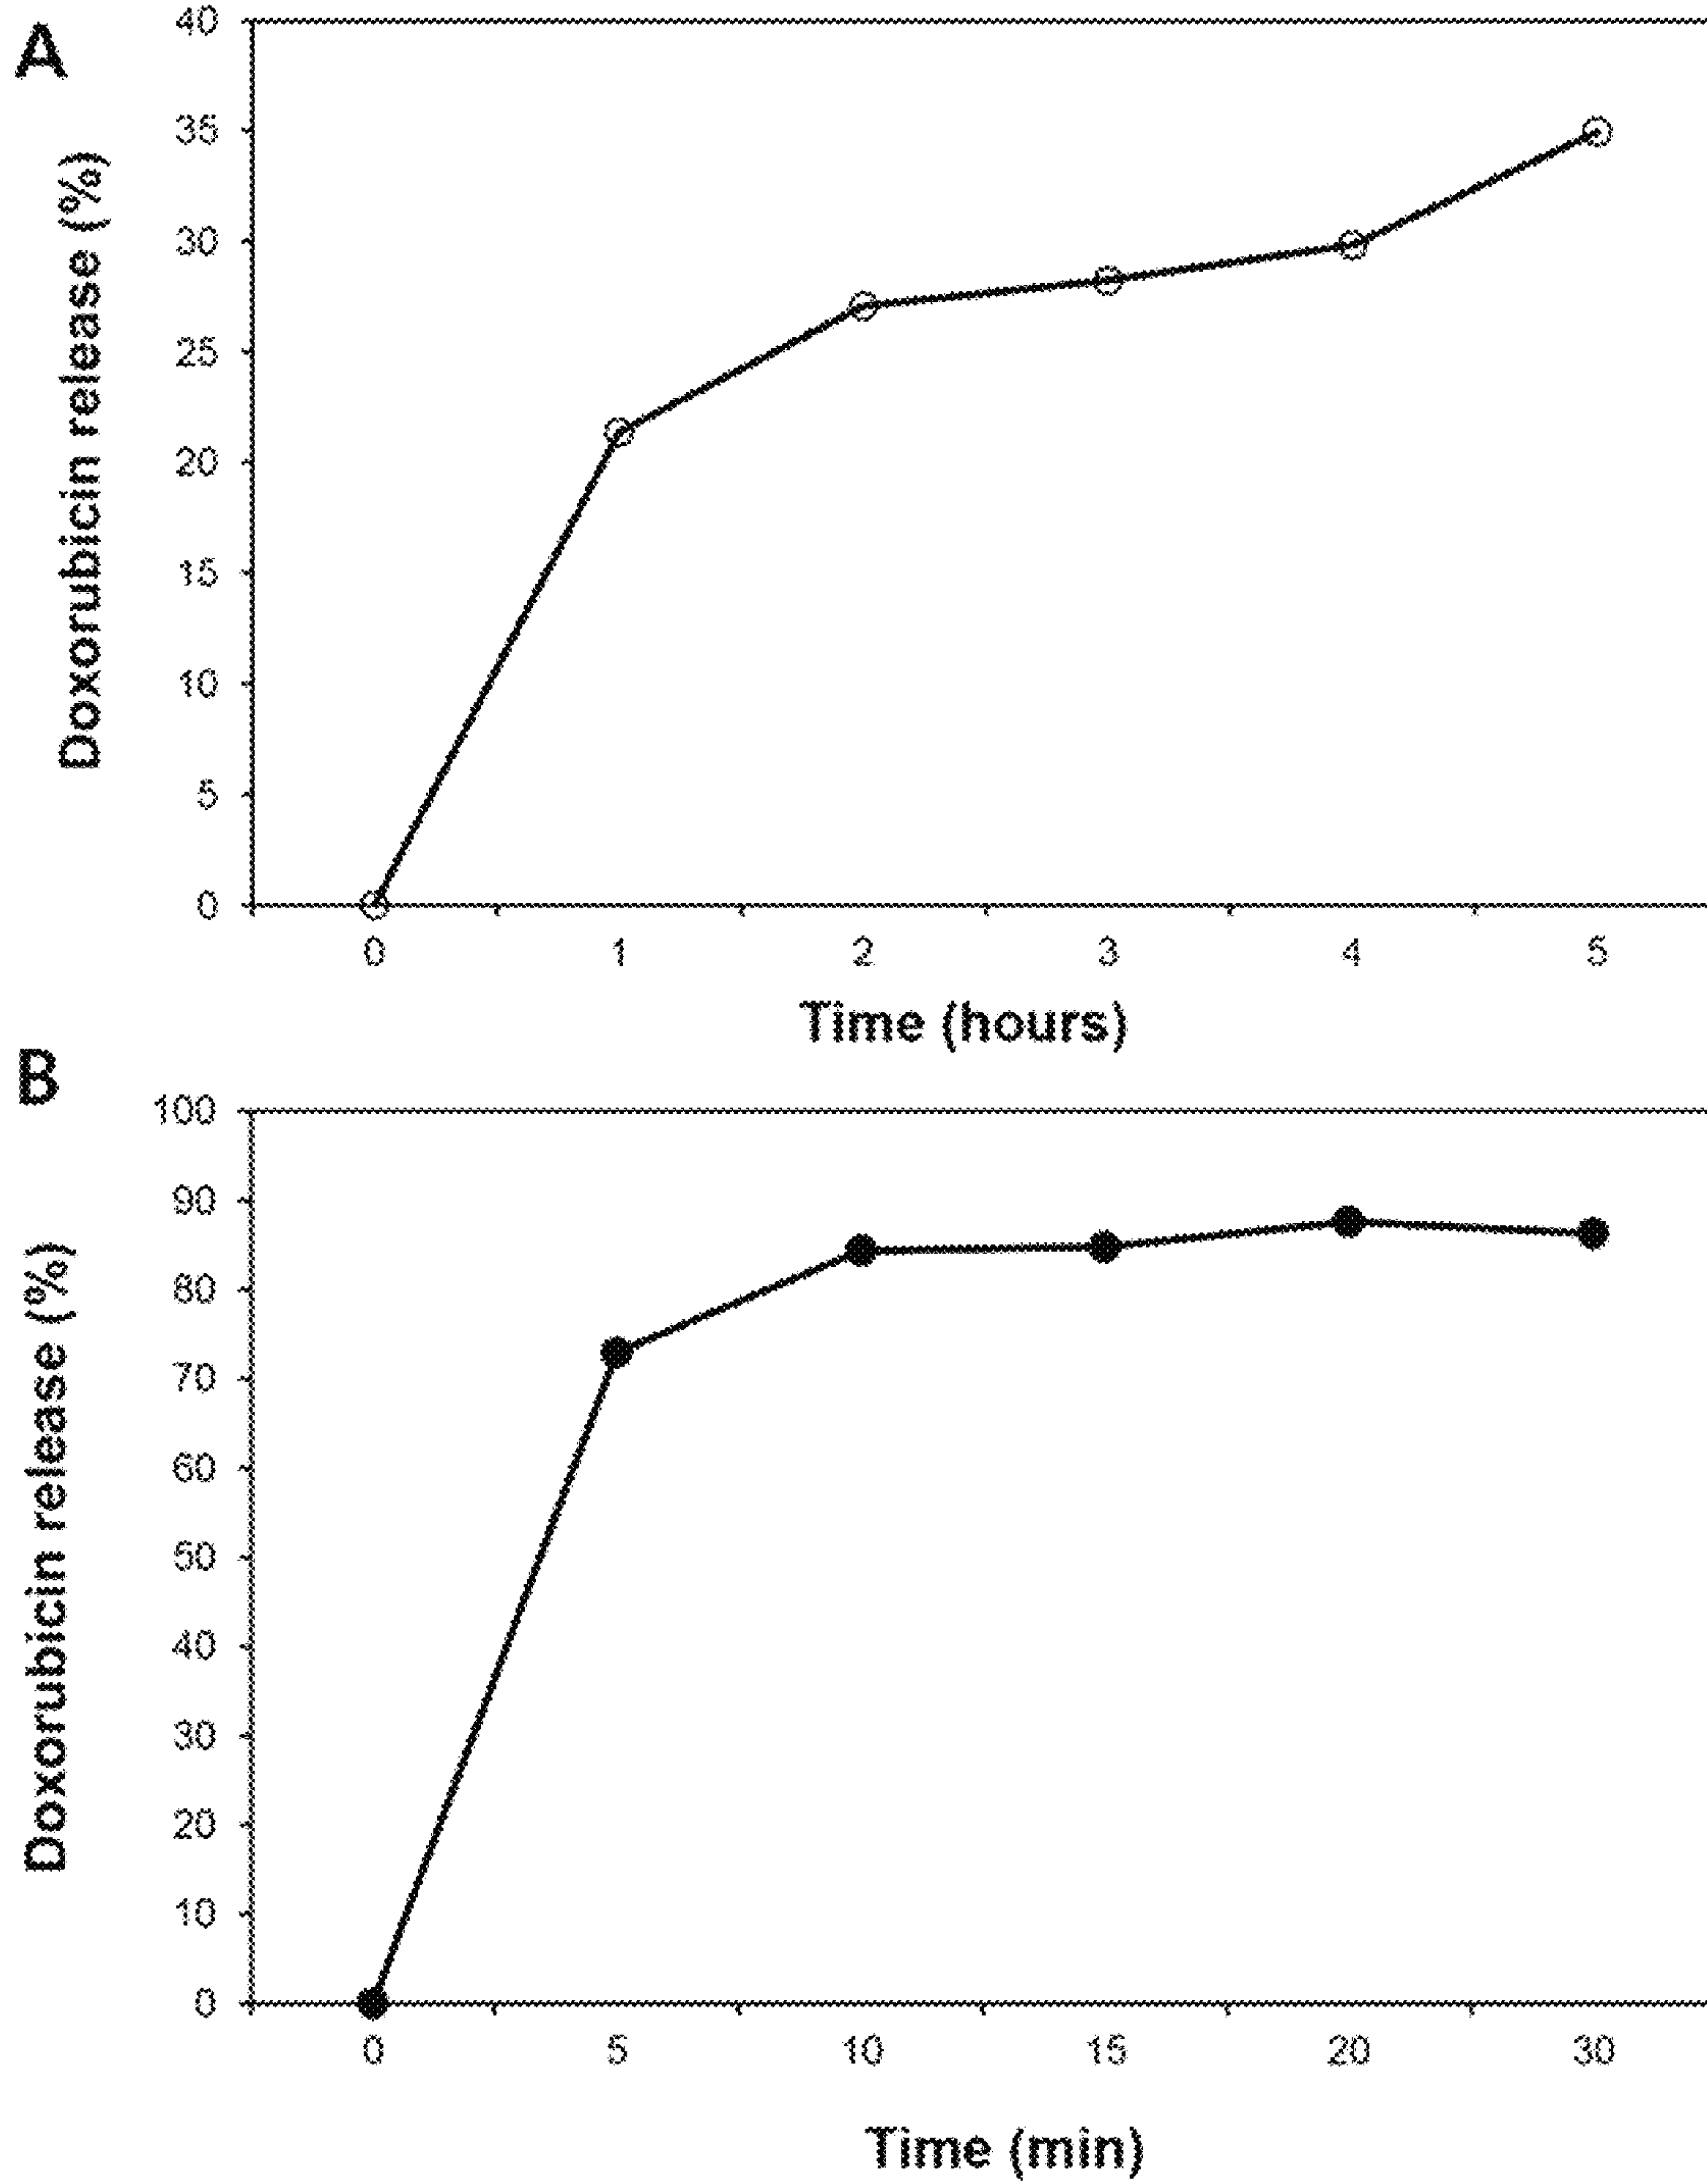 A
Doxorubicin release (%)
40
35
30
25
20
15
10
5
0
0 1 2 3 4 5
Time (hours)
B
Doxorubicin release (%)
100
90
80
70
60
50
40
30
20
10
0
0 5 10 15 20 30
Time (min)